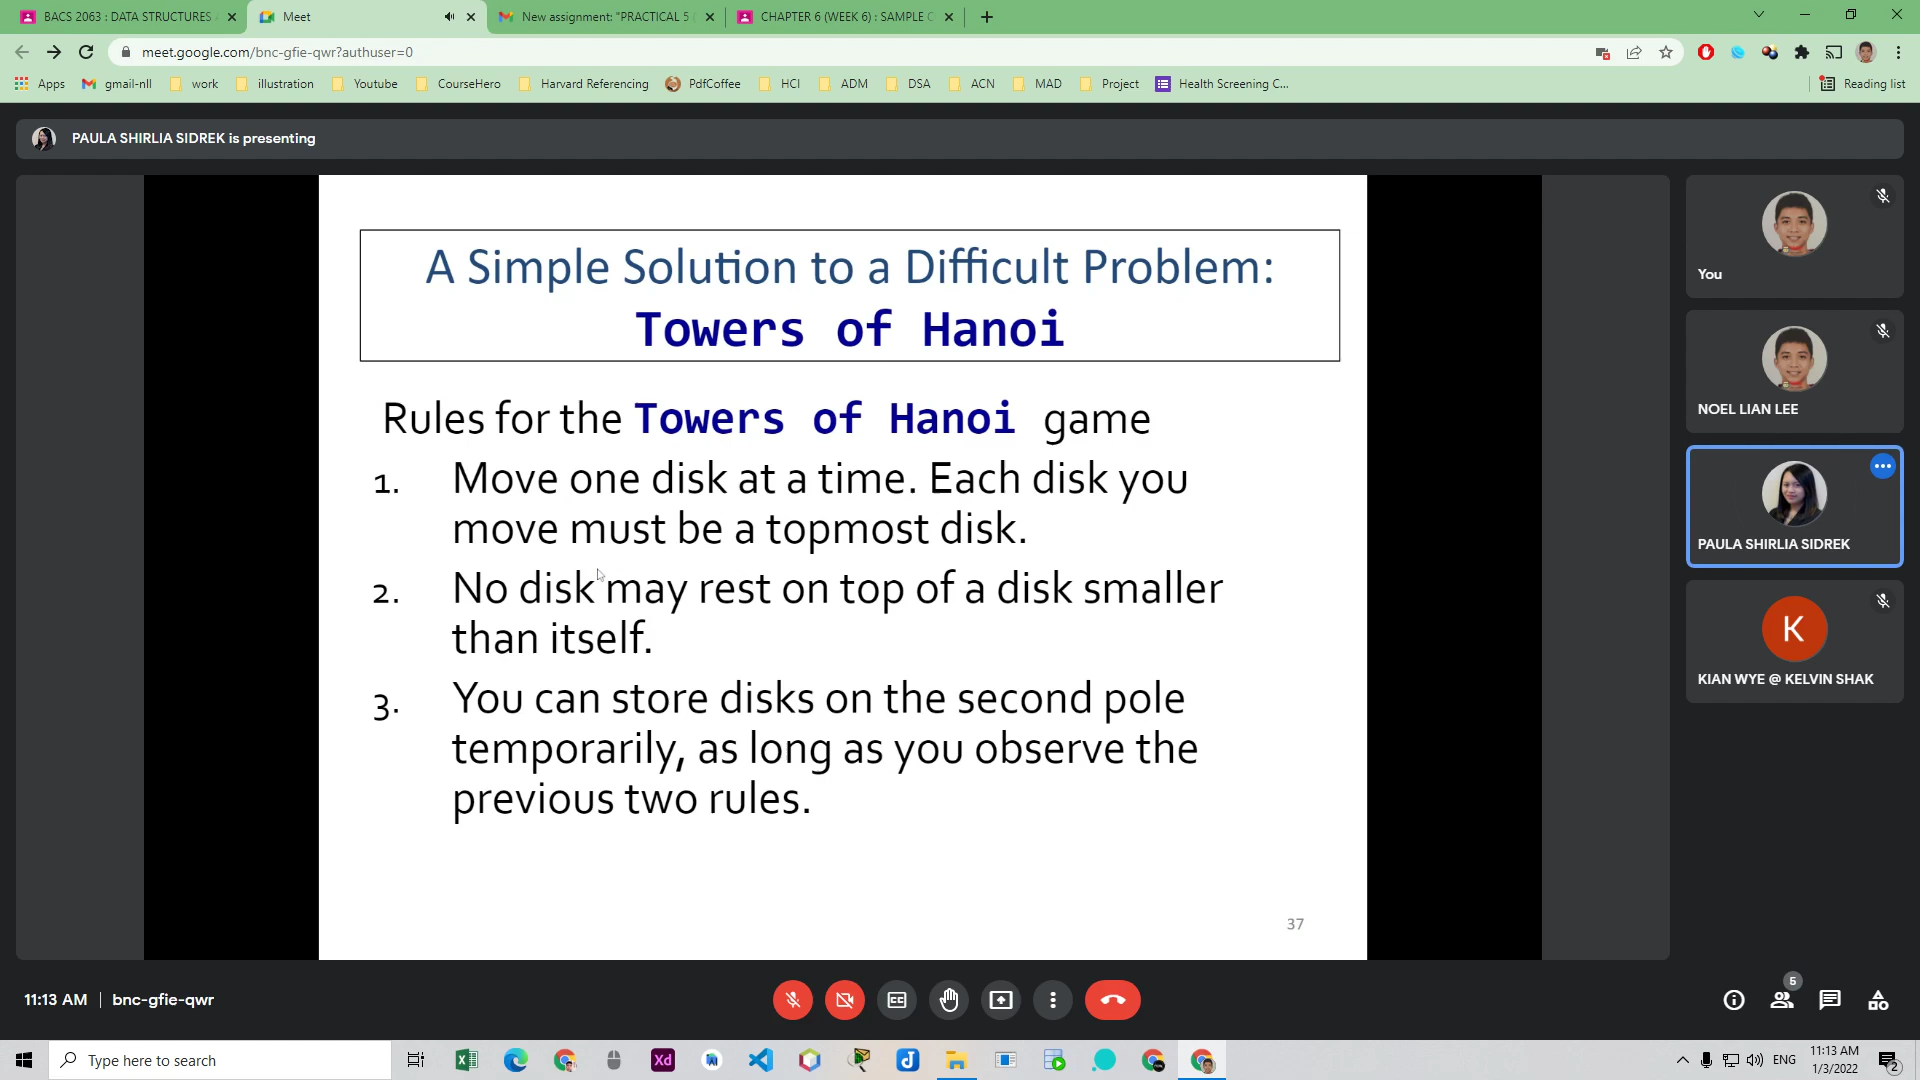 BACS 2063 : DATA STRUCTURES
Meet
New assignment: "PRACTICAL 5 (
CHAPTER 6 (WEEK 6) : SAMPLE C
meet.google.com/bnc-gfie-qwr?authuser=0
Apps
gmail-nll
work
illustration
Youtube
CourseHero
Harvard Referencing
PdfCoffee
HCI
ADM
DSA
ACN
MAD
Project
Health Screening C...
Reading list
PAULA SHIRLIA SIDREK is presenting
A Simple Solution to a Difficult Problem:
Towers of Hanoi
Rules for the Towers of Hanoi game
1. Move one disk at a time. Each disk you
move must be a topmost disk.
2. No disk may rest on top of a disk smaller
than itself.
3. You can store disks on the second pole
temporarily, as long as you observe the
previous two rules.
37
You
NOEL LIAN LEE
PAULA SHIRLIA SIDREK
K
KIAN WYE @ KELVIN SHAK
11:13 AM | bnc-gfie-qwr
5
Type here to search
Xd
ENG
11:13 AM
1/3/2022
2